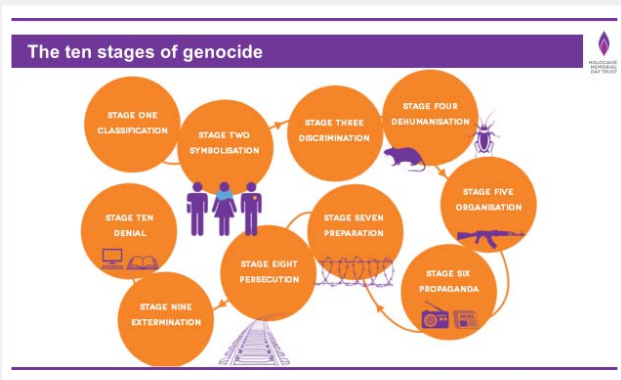 The ten stages of genocide
HOLOCAUST
MEMORIAL
DAY TRUST
STAGE ONE
CLASSIFICATION
STAGE TWO
SYMBOLISATION
STAGE THREE
DISCRIMINATION
STAGE FOUR
DEHUMANISATION
STAGE FIVE
ORGANISATION
STAGE SIX
PROPAGANDA
NEWS
STAGE SEVEN
PREPARATION
STAGE EIGHT
PERSECUTION
STAGE NINE
EXTERMINATION
STAGE TEN
DENIAL